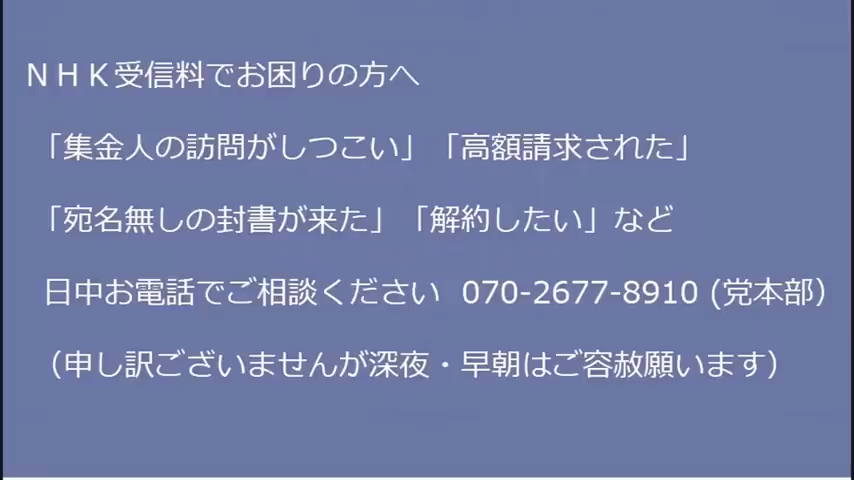 ＮＨＫ受信料でお困りの方へ
「集金人の訪問がしつこい」「高額請求された」
「宛名無しの封書が来た」「解約したい」など
日中お電話でご相談ください 070-2677-8910 (党本部）
（申し訳ございませんが深夜・早朝はご容赦願います）